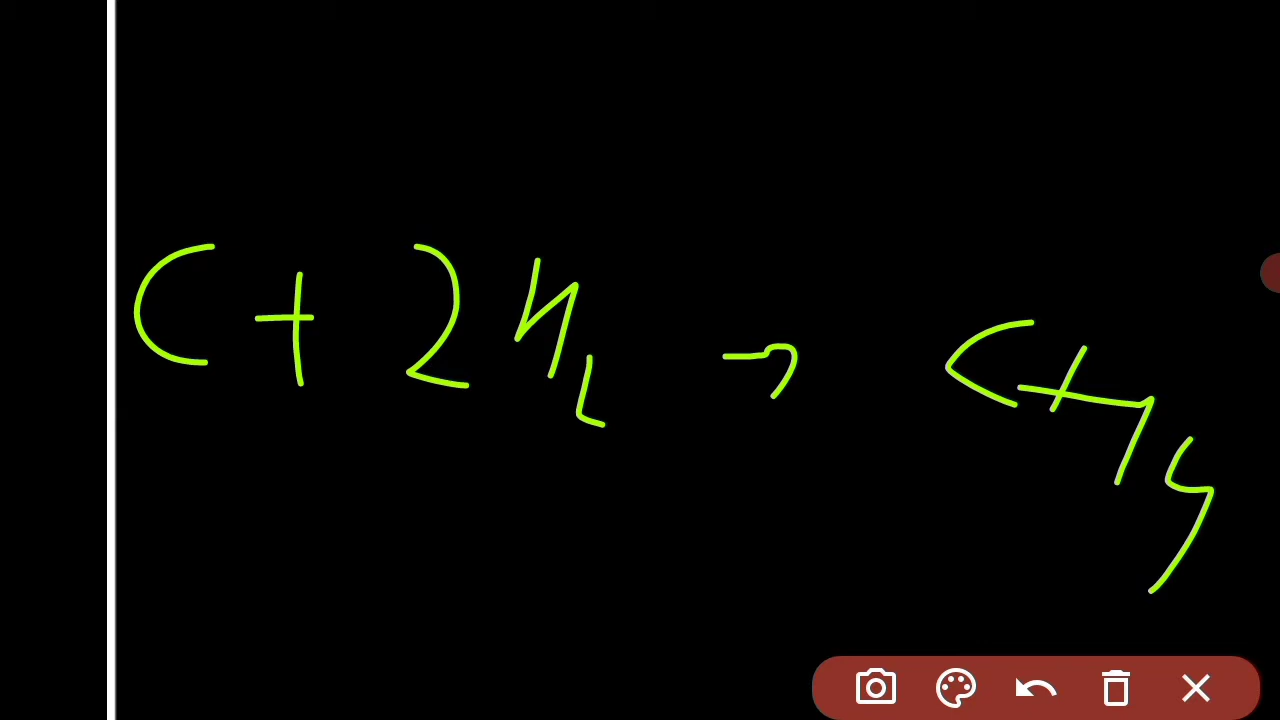 C + 2H₂ → CH₄